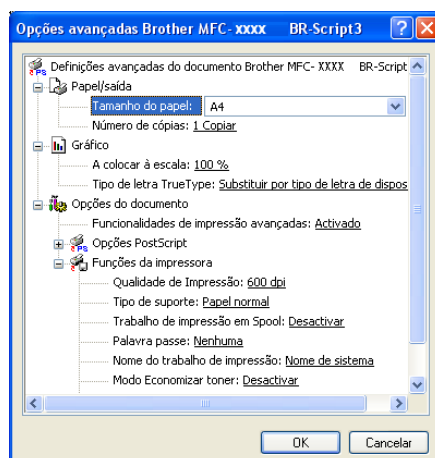 Opções avançadas Brother MFC- xxxx BR-Script3
Definições avançadas do documento Brother MFC- XXXX BR-Script
Papel/saída
Tamanho do papel: A4
Número de cópias: 1 Copiar
Gráfico
A colocar à escala: 100 %
Tipo de letra TrueType: Substituir por tipo de letra de dispos
Opções do documento
Funcionalidades de impressão avançadas: Activado
Opções PostScript
Funções da impressora
Qualidade de Impressão: 600 dpi
Tipo de suporte: Papel normal
Trabalho de impressão em Spool: Desactivar
Palavra passe: Nenhuma
Nome do trabalho de impressão: Nome de sistema
Modo Economizar toner: Desactivar
OK Cancelar